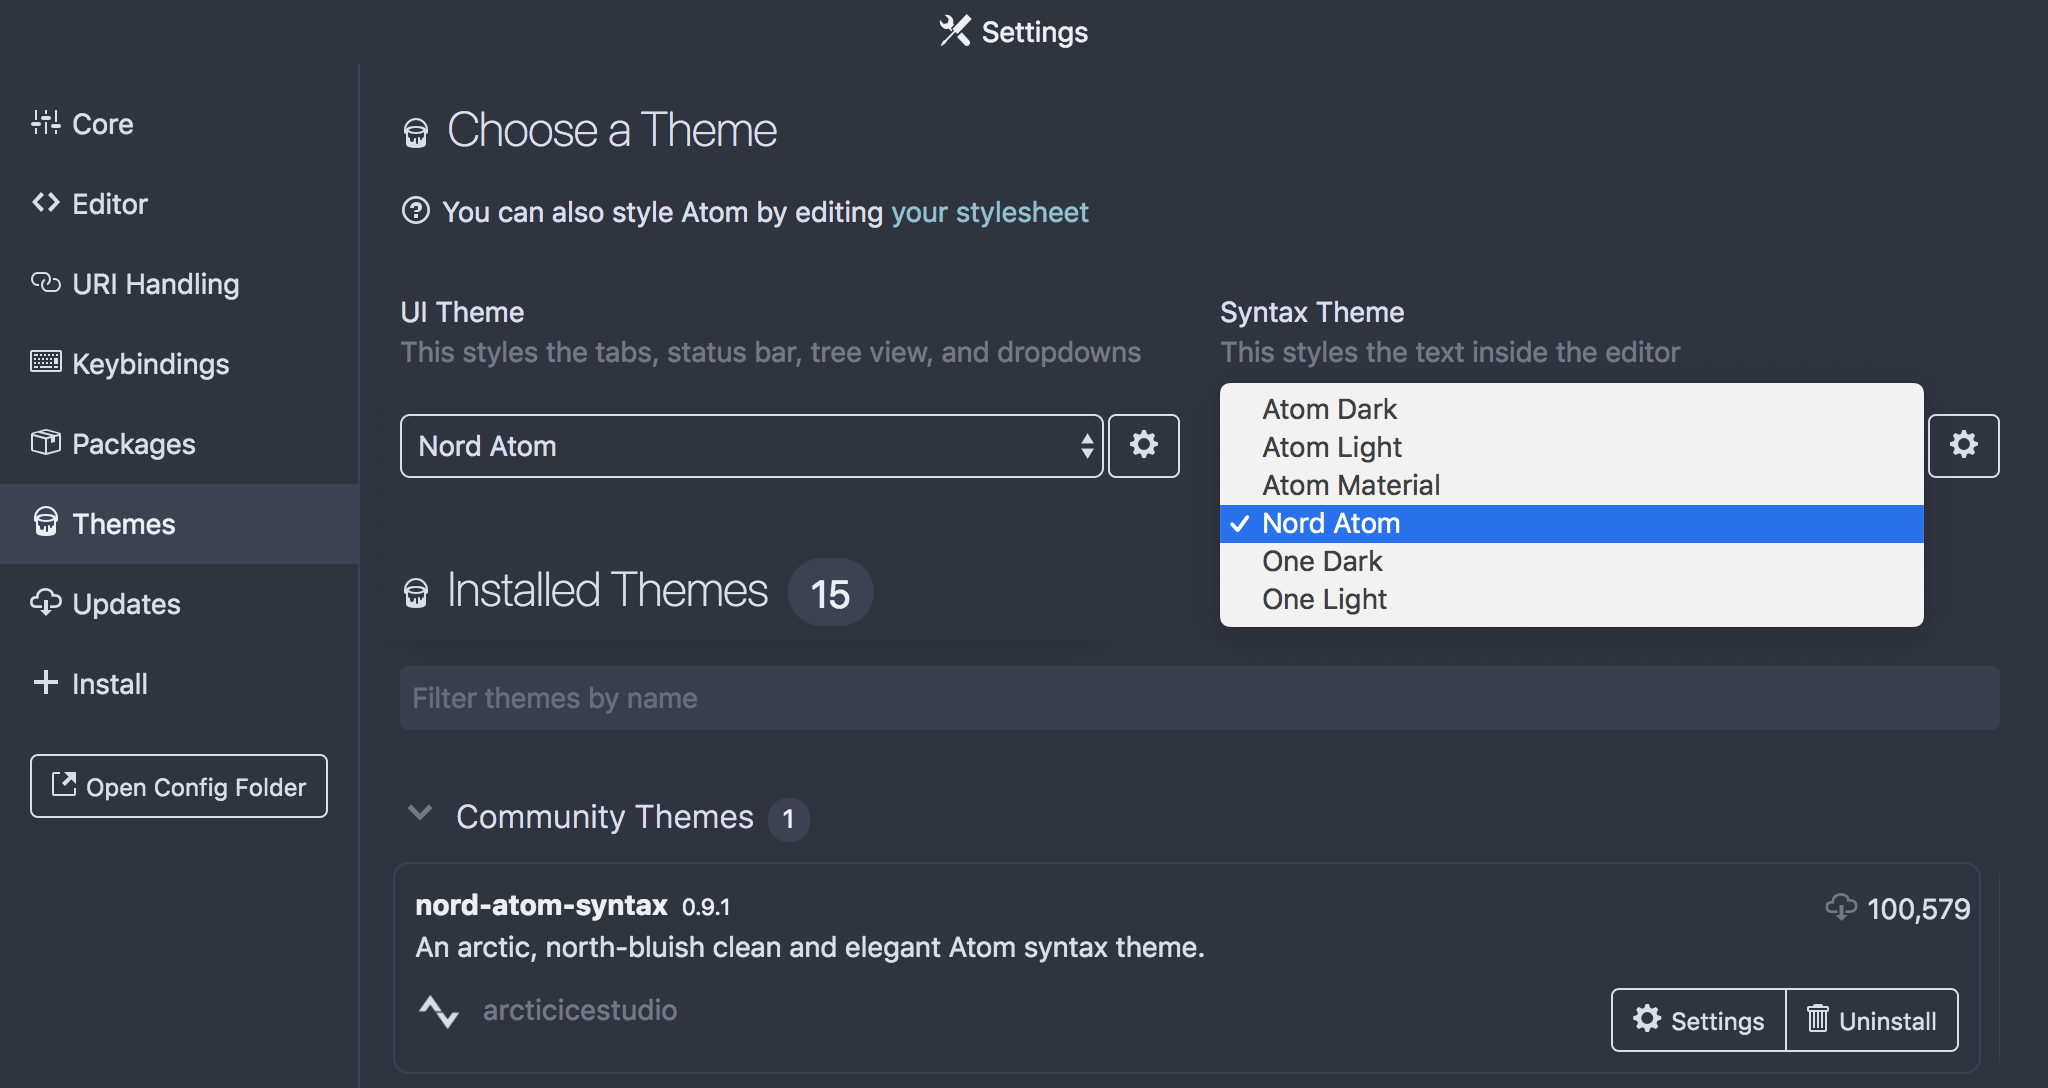 Settings
Core
Editor
URI Handling
Keybindings
Packages
Themes
Updates
Install
Open Config Folder
Choose a Theme
You can also style Atom by editing your stylesheet
UI Theme
This styles the tabs, status bar, tree view, and dropdowns
Nord Atom
Syntax Theme
This styles the text inside the editor
Atom Dark
Atom Light
Atom Material
Nord Atom
One Dark
One Light
Installed Themes 15
Filter themes by name
Community Themes 1
nord-atom-syntax 0.9.1
100,579
An arctic, north-bluish clean and elegant Atom syntax theme.
arcticicestudio
Settings
Uninstall